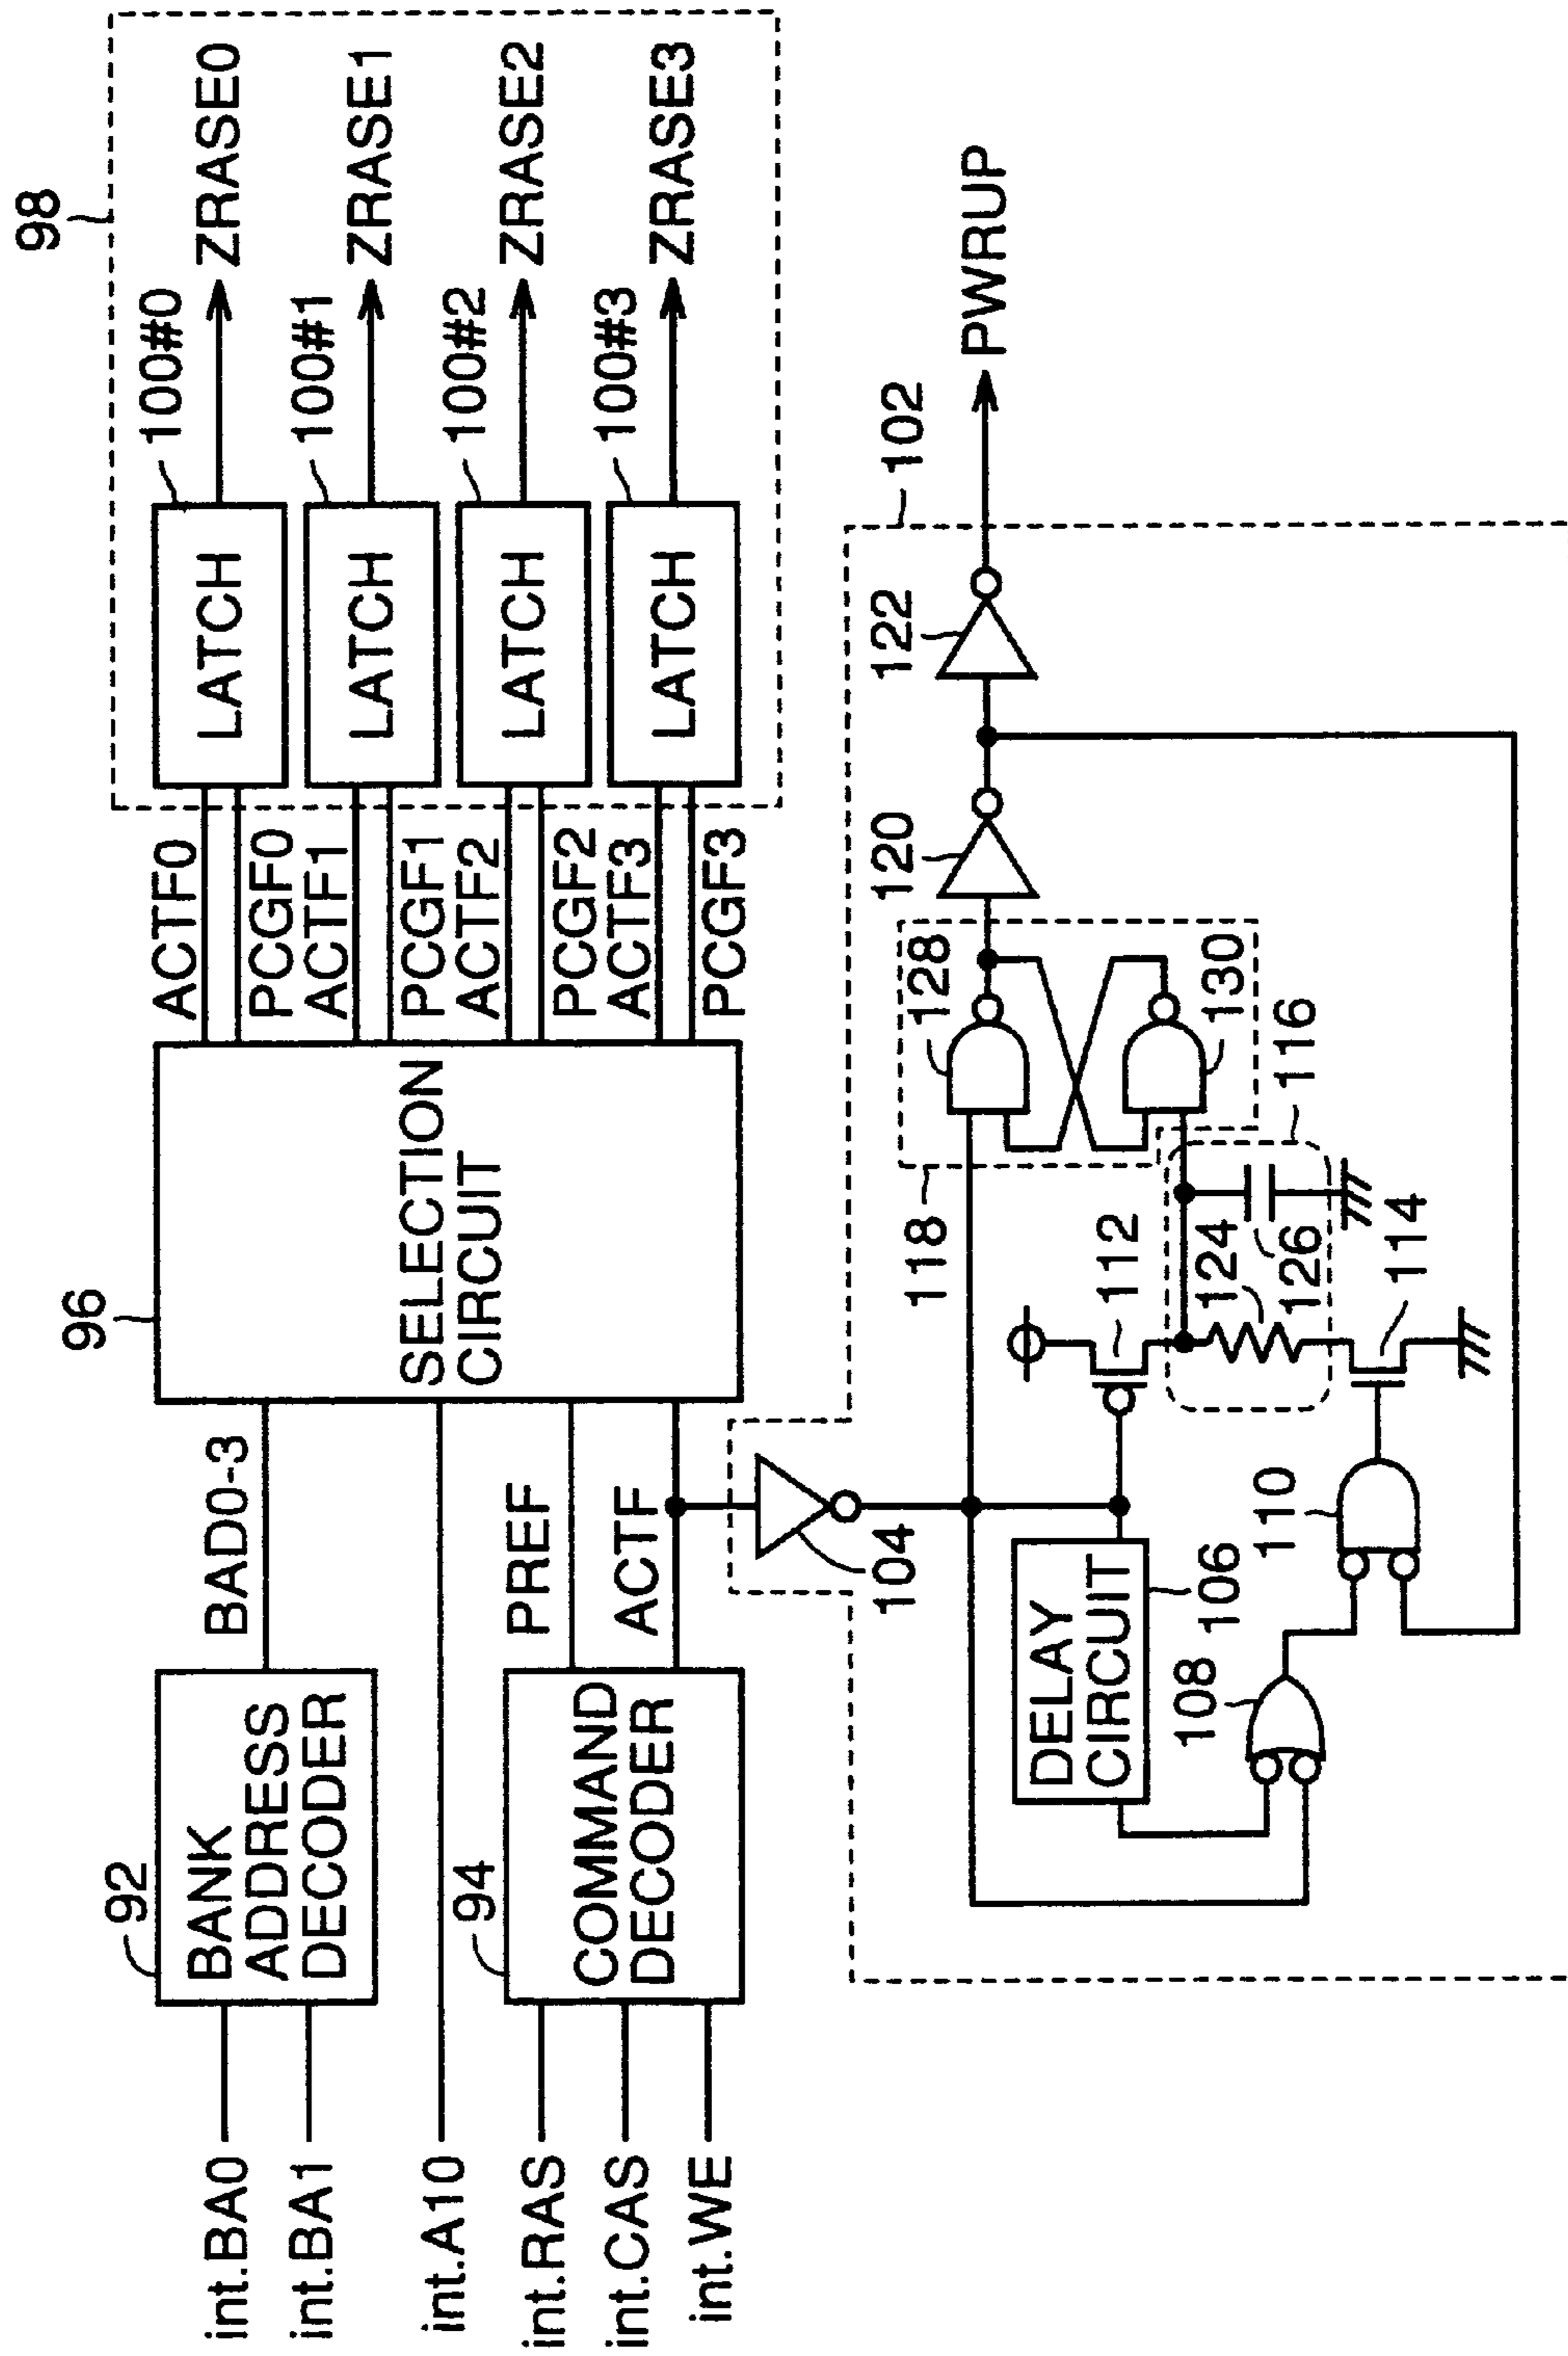 98
100#0
ZRASE0
100#1
ZRASE1
100#2
ZRASE2
100#3
ZRASE3
LATCH
LATCH
LATCH
LATCH
ACTF0
PCGF0
ACTF1
PCGF1
ACTF2
PCGF2
ACTF3
PCGF3
96
SELECTION
CIRCUIT
BAD0-3
PREF
ACTF
92
BANK
ADDRESS
DECODER
94
COMMAND
DECODER
int.BA0
int.BA1
int.A10
int.RAS
int.CAS
int.WE
102
PWRUP
122
120
128
130
118
116
112
124
126
114
104
DELAY
CIRCUIT
106
108
110